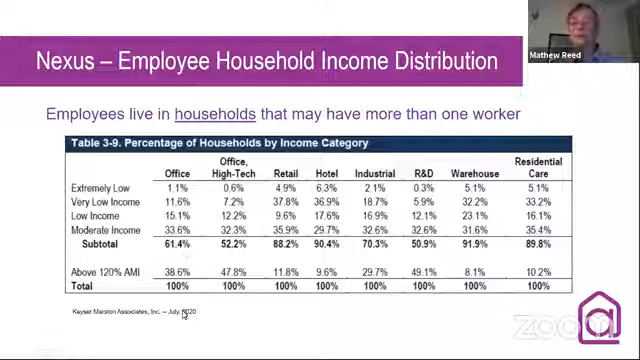 Mathew Reed
Nexus – Employee Household Income Distribution
Employees live in households that may have more than one worker
Table 3-9. Percentage of Households by Income Category
Office Office, High-Tech Retail Hotel Industrial R&D Warehouse Residential Care
Extremely Low 1.1% 0.6% 4.9% 6.3% 2.1% 0.3% 5.1% 5.1%
Very Low Income 11.6% 7.2% 37.8% 36.9% 18.7% 5.9% 32.2% 33.2%
Low Income 15.1% 12.2% 9.6% 17.6% 16.9% 12.1% 23.1% 16.1%
Moderate Income 33.6% 32.3% 35.9% 29.7% 32.6% 32.6% 31.6% 35.4%
Subtotal 61.4% 52.2% 88.2% 90.4% 70.3% 50.9% 91.9% 89.8%
Above 120% AMI 38.6% 47.8% 11.8% 9.6% 29.7% 49.1% 8.1% 10.2%
Total 100% 100% 100% 100% 100% 100% 100% 100%
Keyser Marston Associates, Inc. – July, 2020
zoom